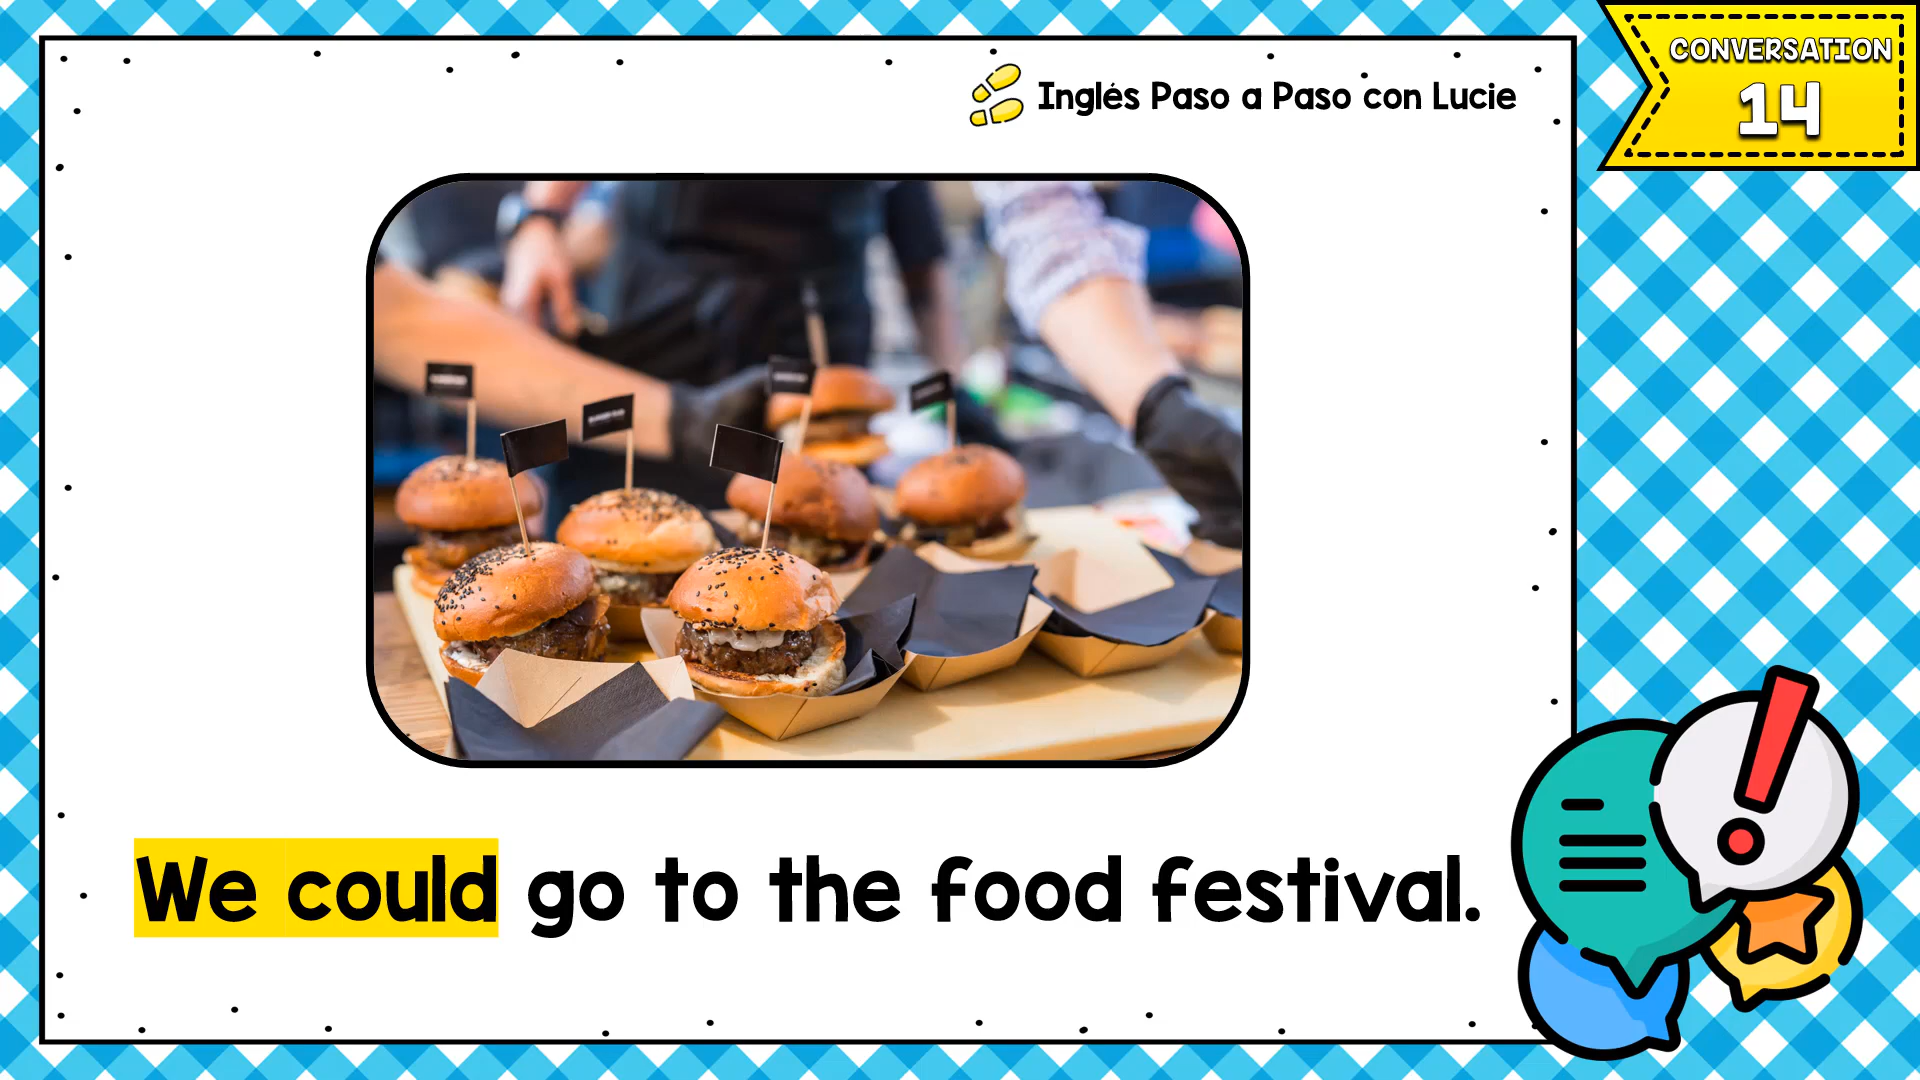 CONVERSATION
14
Inglés Paso a Paso con Lucie
We could go to the food festival.